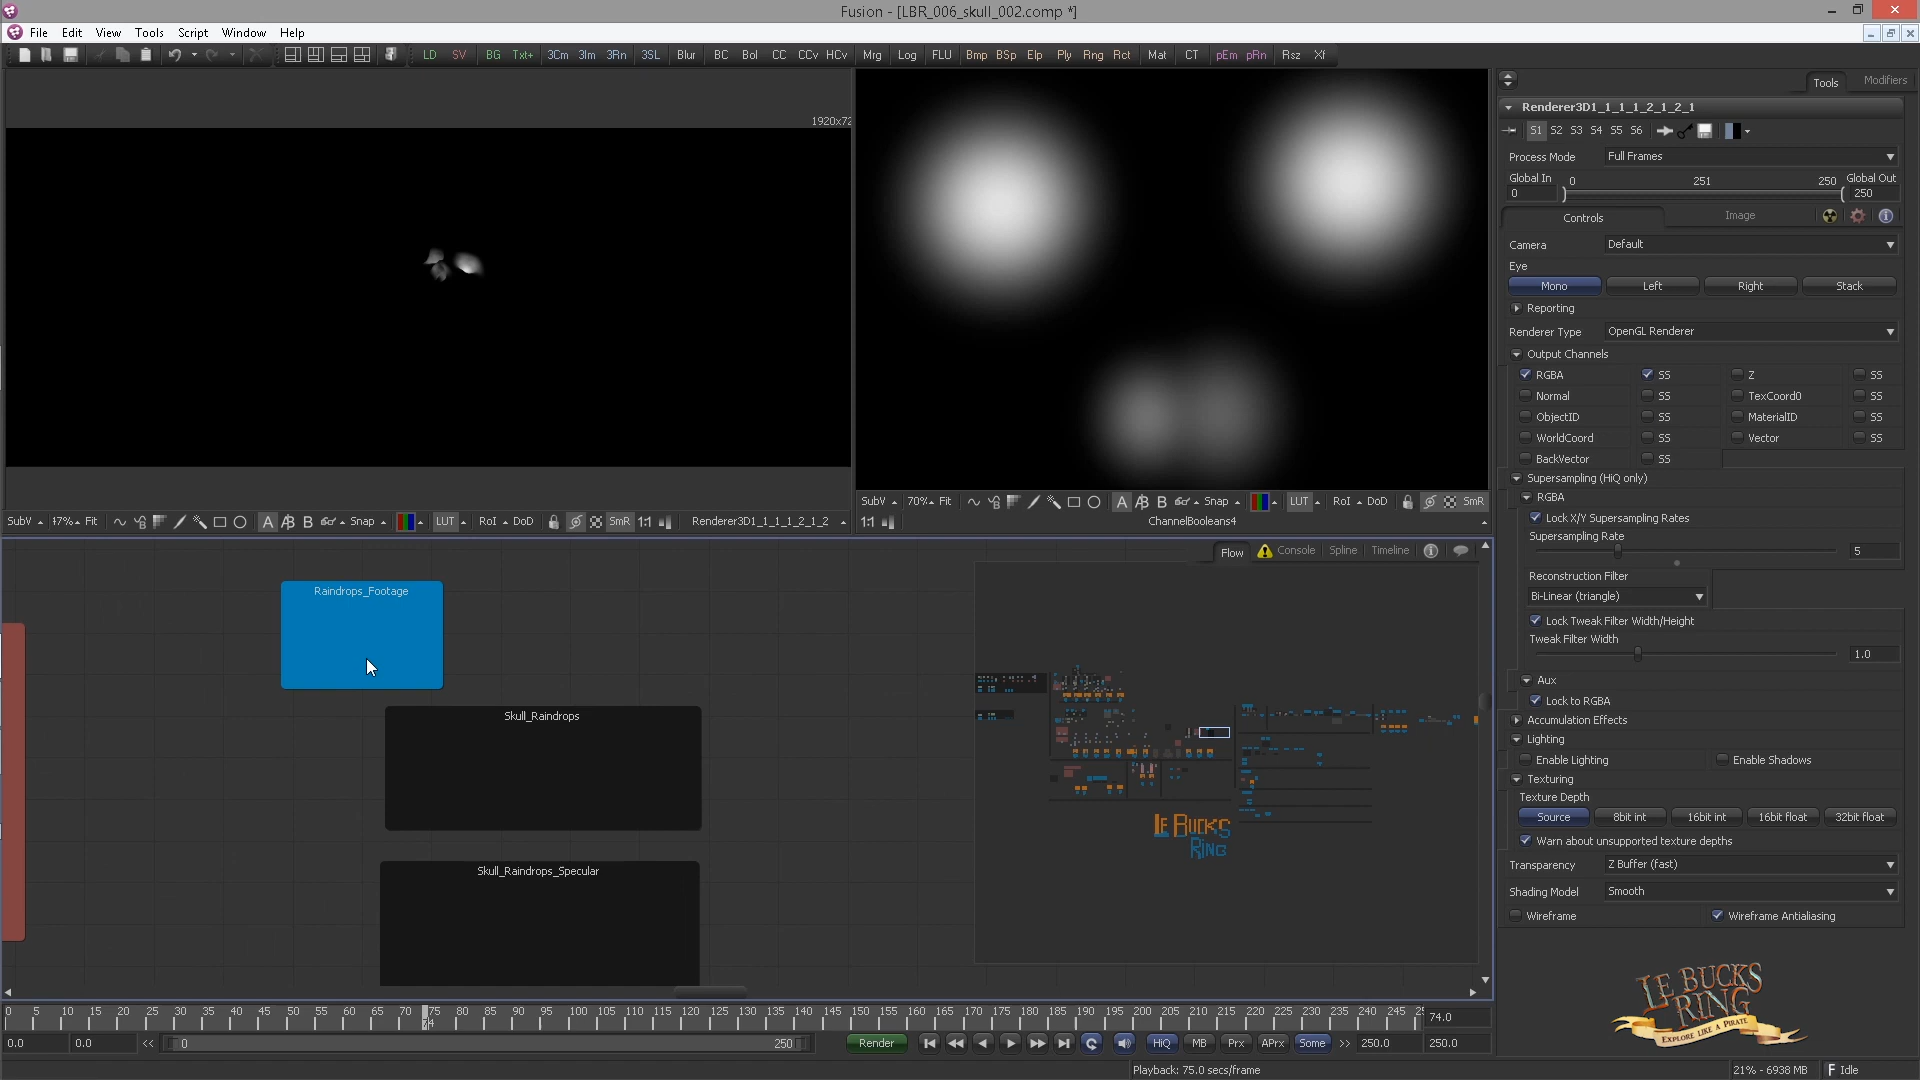 Fusion - [LBR_006_skull_002.comp *]
File Edit View Tools Script Window Help
LD SV BG Txt+ 3Cm 3Im 3Rn 3SL Blur BC Bol CC CCv HCv Mrg Log FLU Bmp BSp Elp Ply Rng Rct Mat CT pEm pRn Rsz Xf
Tools Modifiers
1920x72
Renderer3D1_1_1_1_2_1_2_1
S1 S2 S3 S4 S5 S6
Process Mode Full Frames
Global In 0 251 250 Global Out
0 250
Controls Image
Camera Default
Eye
Mono Left Right Stack
Reporting
Renderer Type OpenGL Renderer
Output Channels
RGBA SS Z SS
Normal SS TexCoord0 SS
ObjectID SS MaterialID SS
WorldCoord SS Vector SS
BackVector SS
Supersampling (HiQ only)
RGBA
Lock X/Y Supersampling Rates
Supersampling Rate
5
Reconstruction Filter
Bi-Linear (triangle)
Lock Tweak Filter Width/Height
Tweak Filter Width
1.0
Aux
Lock to RGBA
Accumulation Effects
Lighting
Enable Lighting Enable Shadows
Texturing
Texture Depth
Source 8bit int 16bit int 16bit float 32bit float
Warn about unsupported texture depths
Transparency Z Buffer (fast)
Shading Model Smooth
Wireframe Wireframe Antialiasing
SubV 70% Fit A B Snap LUT RoI DoD SmR
1:1 ChannelBooleans4
SubV 47% Fit A B Snap LUT RoI DoD SmR 1:1 Renderer3D1_1_1_1_2_1_2
Flow Console Spline Timeline
Raindrops_Footage
Skull_Raindrops
Skull_Raindrops_Specular
LE BUCKS
RING
LE BUCKS
RING
EXPLORE LIKE A PIRATE
0 5 10 15 20 25 30 35 40 45 50 55 60 65 70 75 80 85 90 95 100 105 110 115 120 125 130 135 140 145 150 155 160 165 170 175 180 185 190 195 200 205 210 215 220 225 230 235 240 245 25
74
74.0
0.0 0.0 << 0 250 Render HiQ MB Prx APrx Some >> 250.0 250.0
Playback: 75.0 secs/frame
21% - 6938 MB Idle